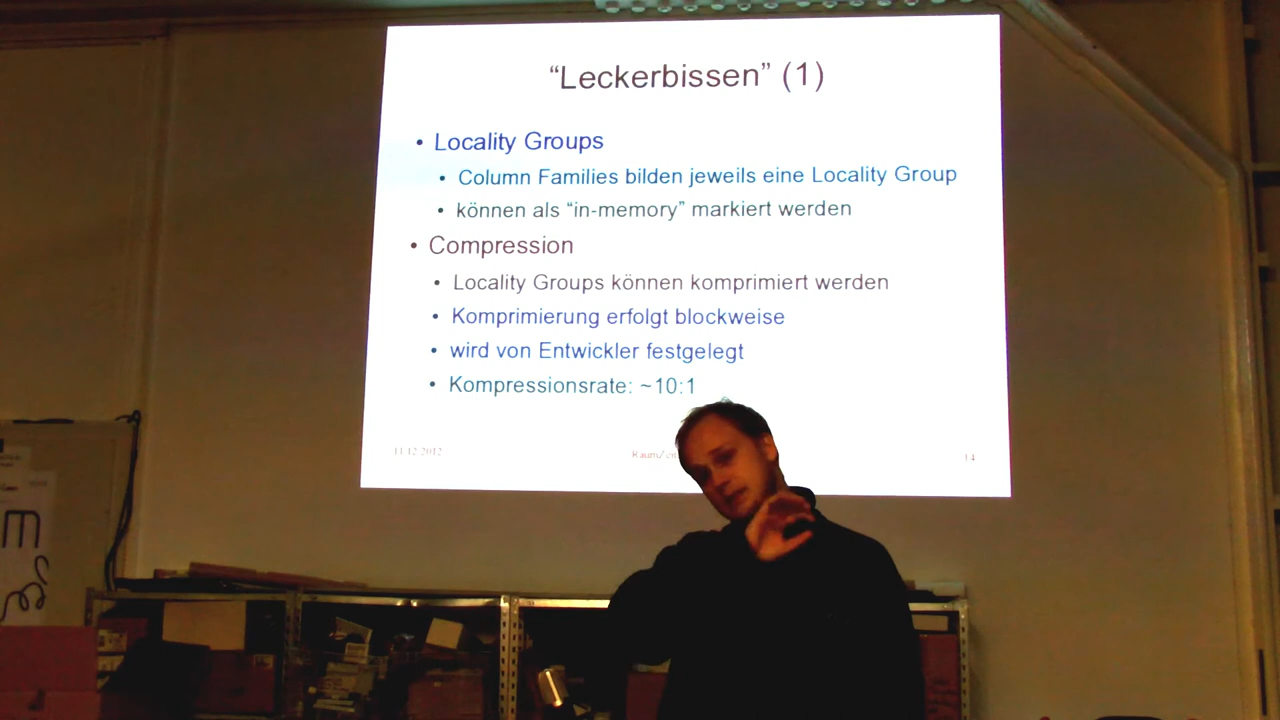 “Leckerbissen” (1)
• Locality Groups
• Column Families bilden jeweils eine Locality Group
• können als “in-memory” markiert werden
• Compression
• Locality Groups können komprimiert werden
• Komprimierung erfolgt blockweise
• wird von Entwickler festgelegt
• Kompressionsrate: ~10:1
11.12.2012
14